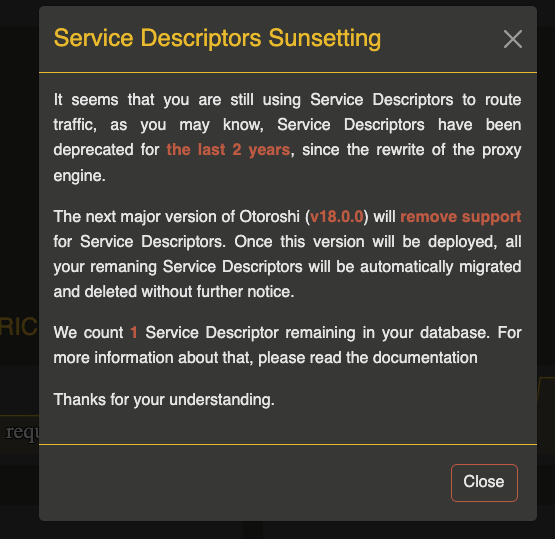 Service Descriptors Sunsetting
It seems that you are still using Service Descriptors to route
traffic, as you may know, Service Descriptors have been
deprecated for the last 2 years, since the rewrite of the proxy
engine.
The next major version of Otoroshi (v18.0.0) will remove support
for Service Descriptors. Once this version will be deployed, all
your remaning Service Descriptors will be automatically migrated
and deleted without further notice.
We count 1 Service Descriptor remaining in your database. For
more information about that, please read the documentation
Thanks for your understanding.
RIC
requ
Close